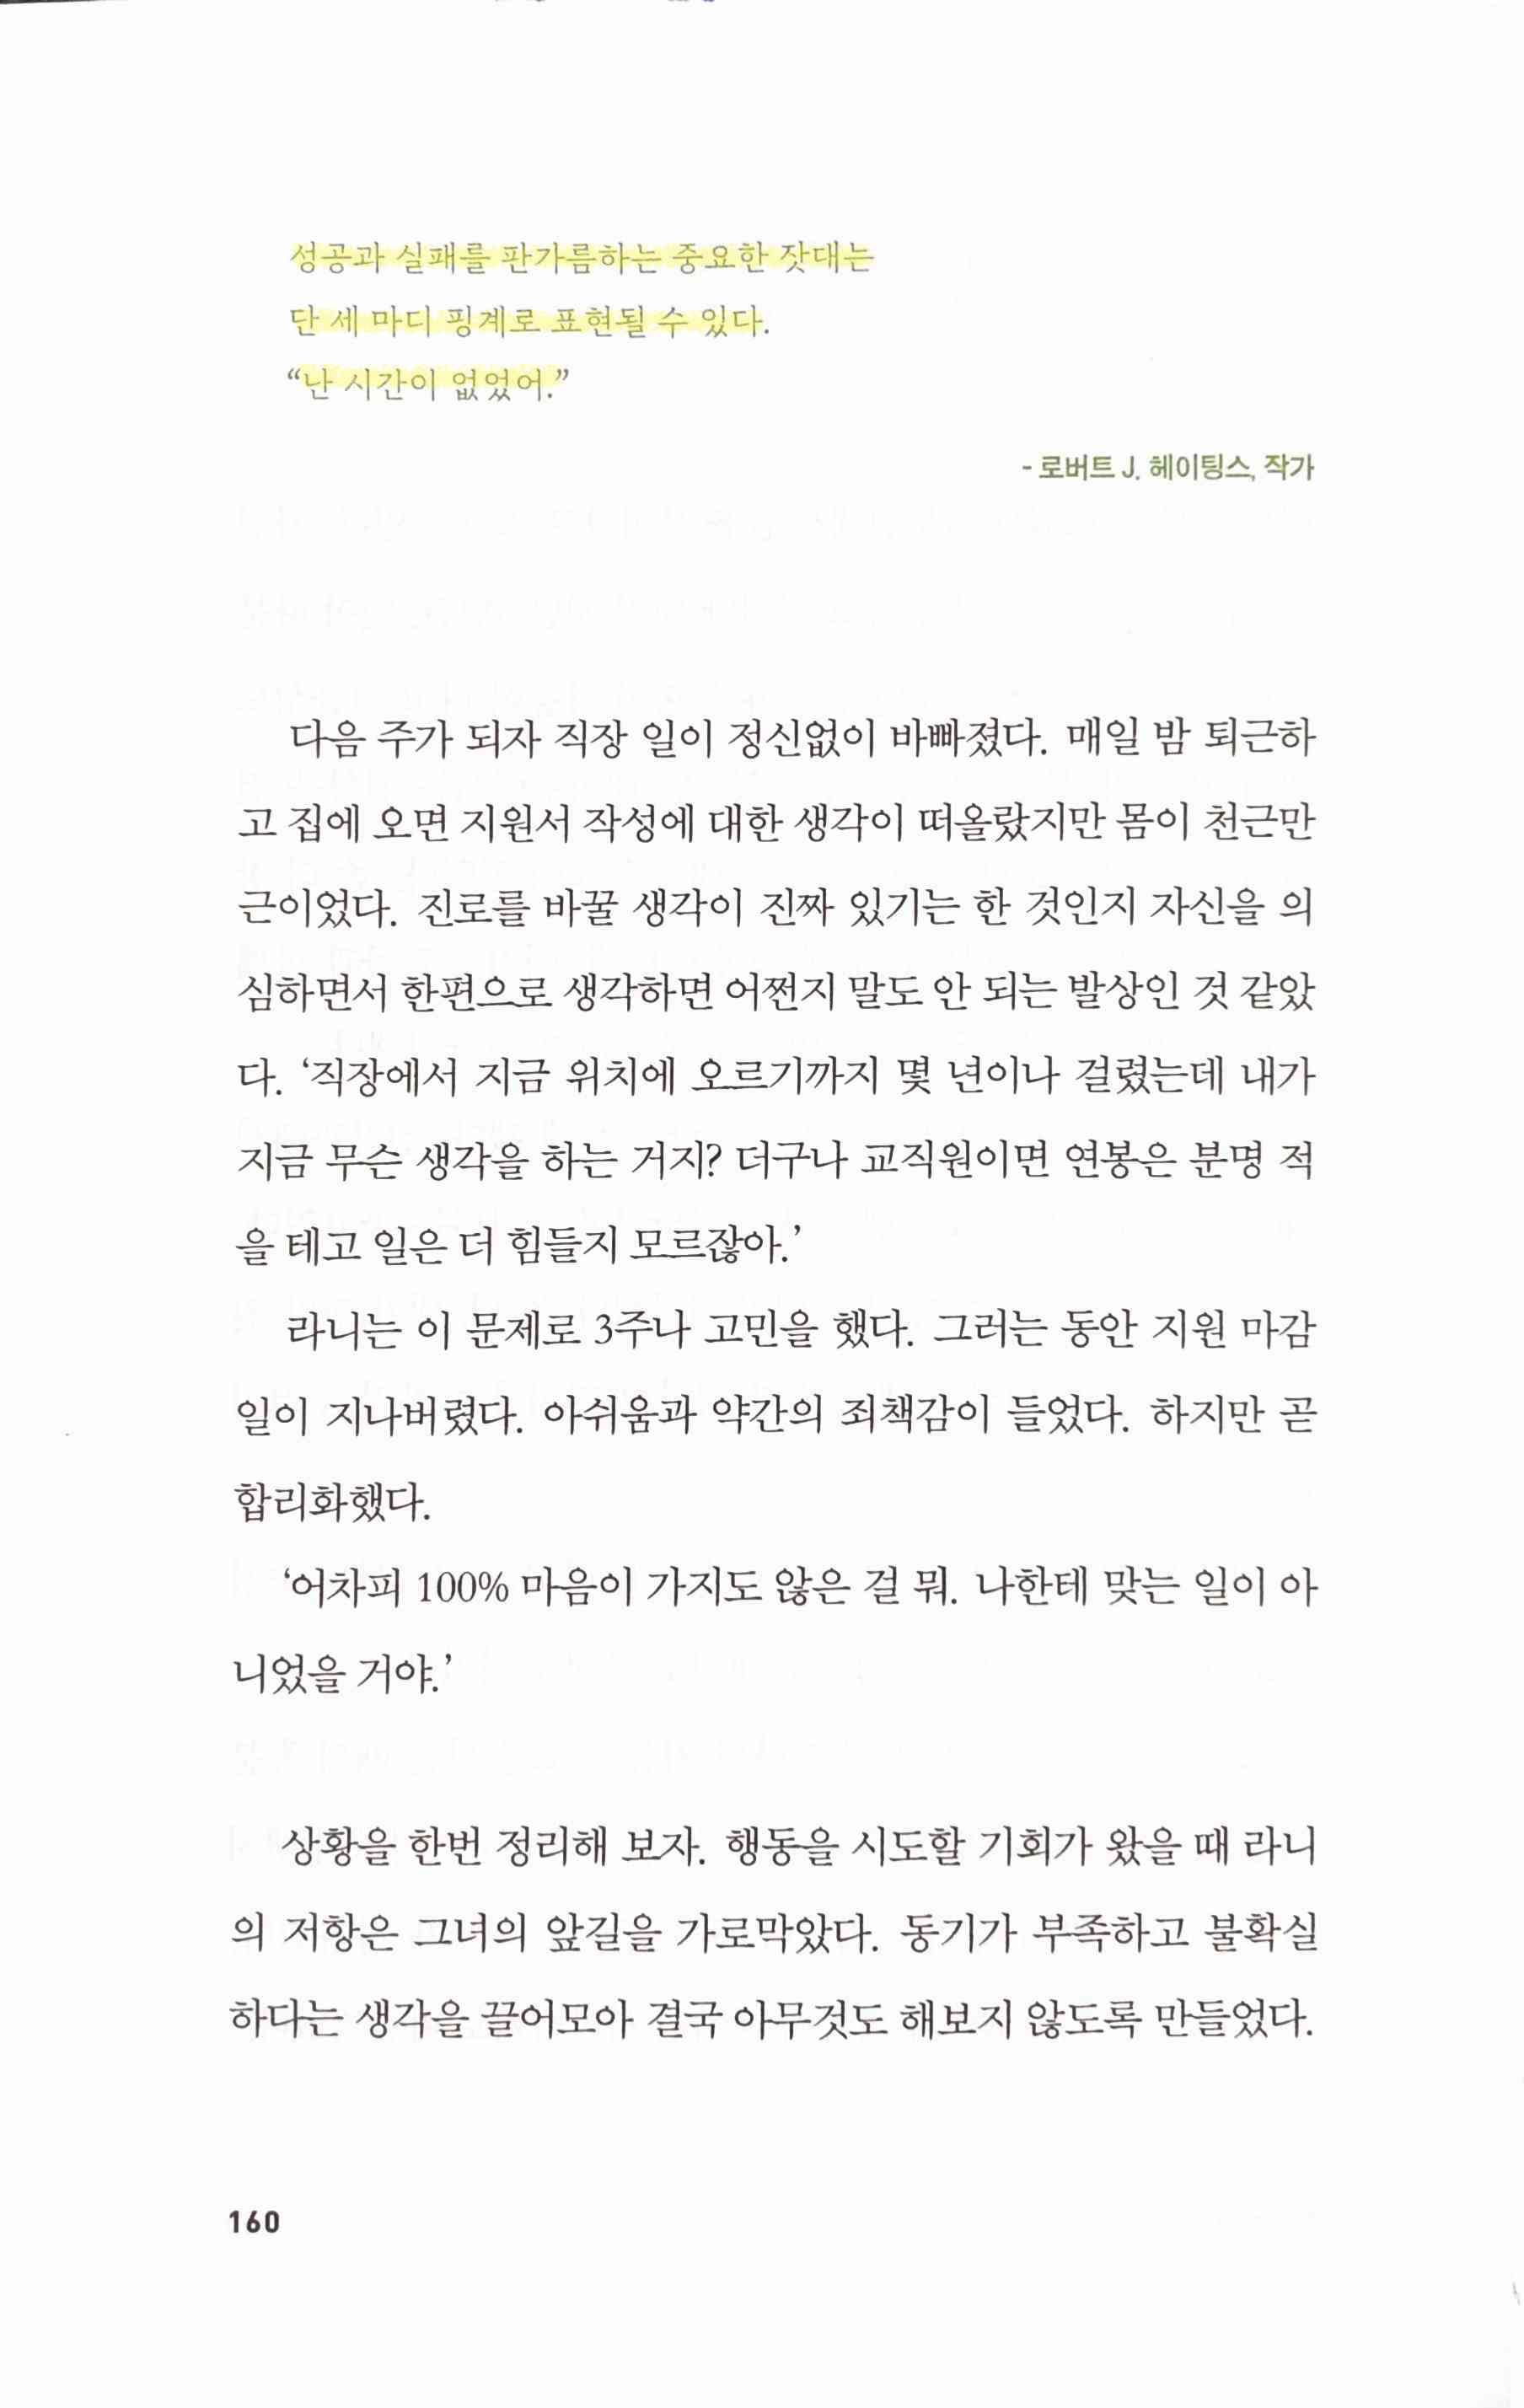 성공과 실패를 판가름하는 중요한 잣대는
단 세 마디 핑계로 표현될 수 있다.
“난 시간이 없었어.”
- 로버트 J. 헤이팅스, 작가
다음 주가 되자 직장 일이 정신없이 바빠졌다. 매일 밤 퇴근하
고 집에 오면 지원서 작성에 대한 생각이 떠올랐지만 몸이 천근만
근이었다. 진로를 바꿀 생각이 진짜 있기는 한 것인지 자신을 의
심하면서 한편으로 생각하면 어쩐지 말도 안 되는 발상인 것 같았
다. ‘직장에서 지금 위치에 오르기까지 몇 년이나 걸렸는데 내가
지금 무슨 생각을 하는 거지? 더구나 교직원이면 연봉은 분명 적
을 테고 일은 더 힘들지 모르잖아.’
라니는 이 문제로 3주나 고민을 했다. 그러는 동안 지원 마감
일이 지나버렸다. 아쉬움과 약간의 죄책감이 들었다. 하지만 곧
합리화했다.
‘어차피 100% 마음이 가지도 않은 걸 뭐. 나한테 맞는 일이 아
니었을 거야.’
상황을 한번 정리해 보자. 행동을 시도할 기회가 왔을 때 라니
의 저항은 그녀의 앞길을 가로막았다. 동기가 부족하고 불확실
하다는 생각을 끌어모아 결국 아무것도 해보지 않도록 만들었다.
160